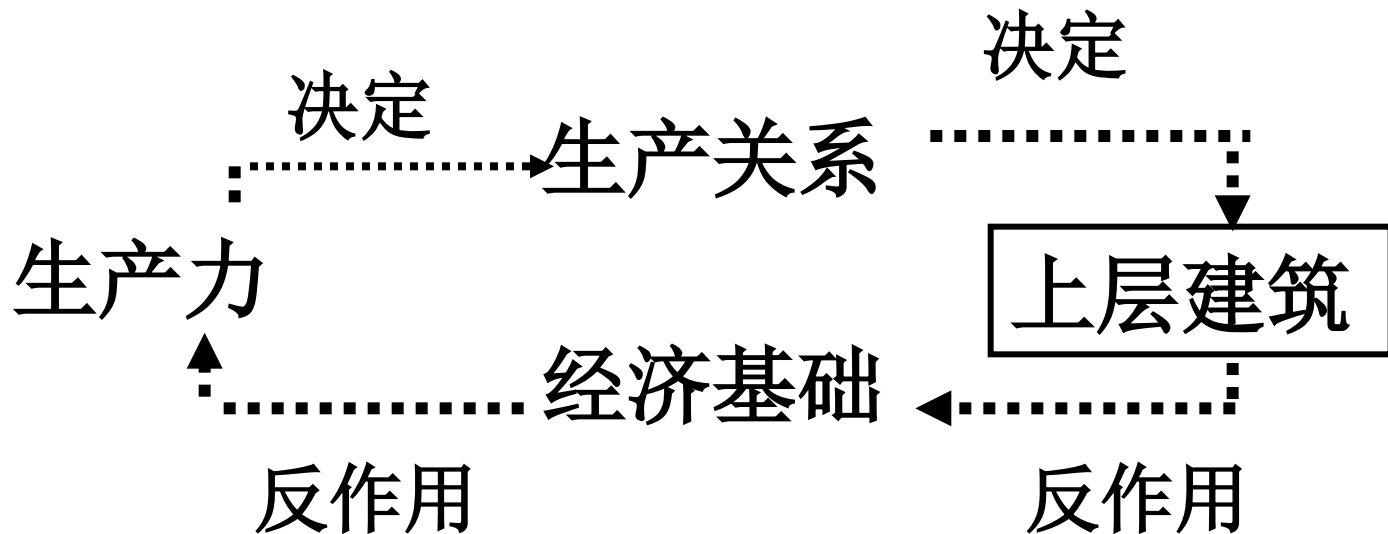 决定
决定
生产关系
生产力
上层建筑
经济基础
反作用
反作用